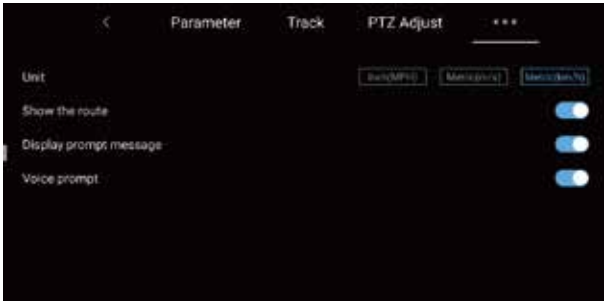 Parameter Track PTZ Adjust •••
Unit Inch(MPH) Metric(m/s) Metric(km/h)
Show the route
Display prompt message
Voice prompt